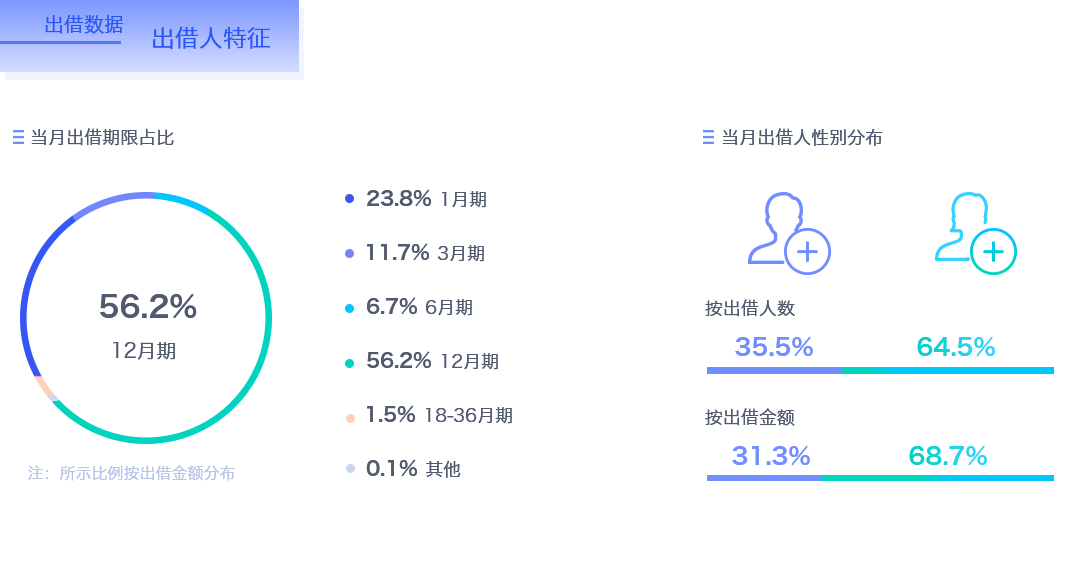 出借数据
出借人特征
当月出借期限占比
56.2%
12月期
23.8% 1月期
11.7% 3月期
6.7% 6月期
56.2% 12月期
1.5% 18-36月期
0.1% 其他
注：所示比例按出借金额分布
当月出借人性别分布
按出借人数
35.5% 64.5%
按出借金额
31.3% 68.7%